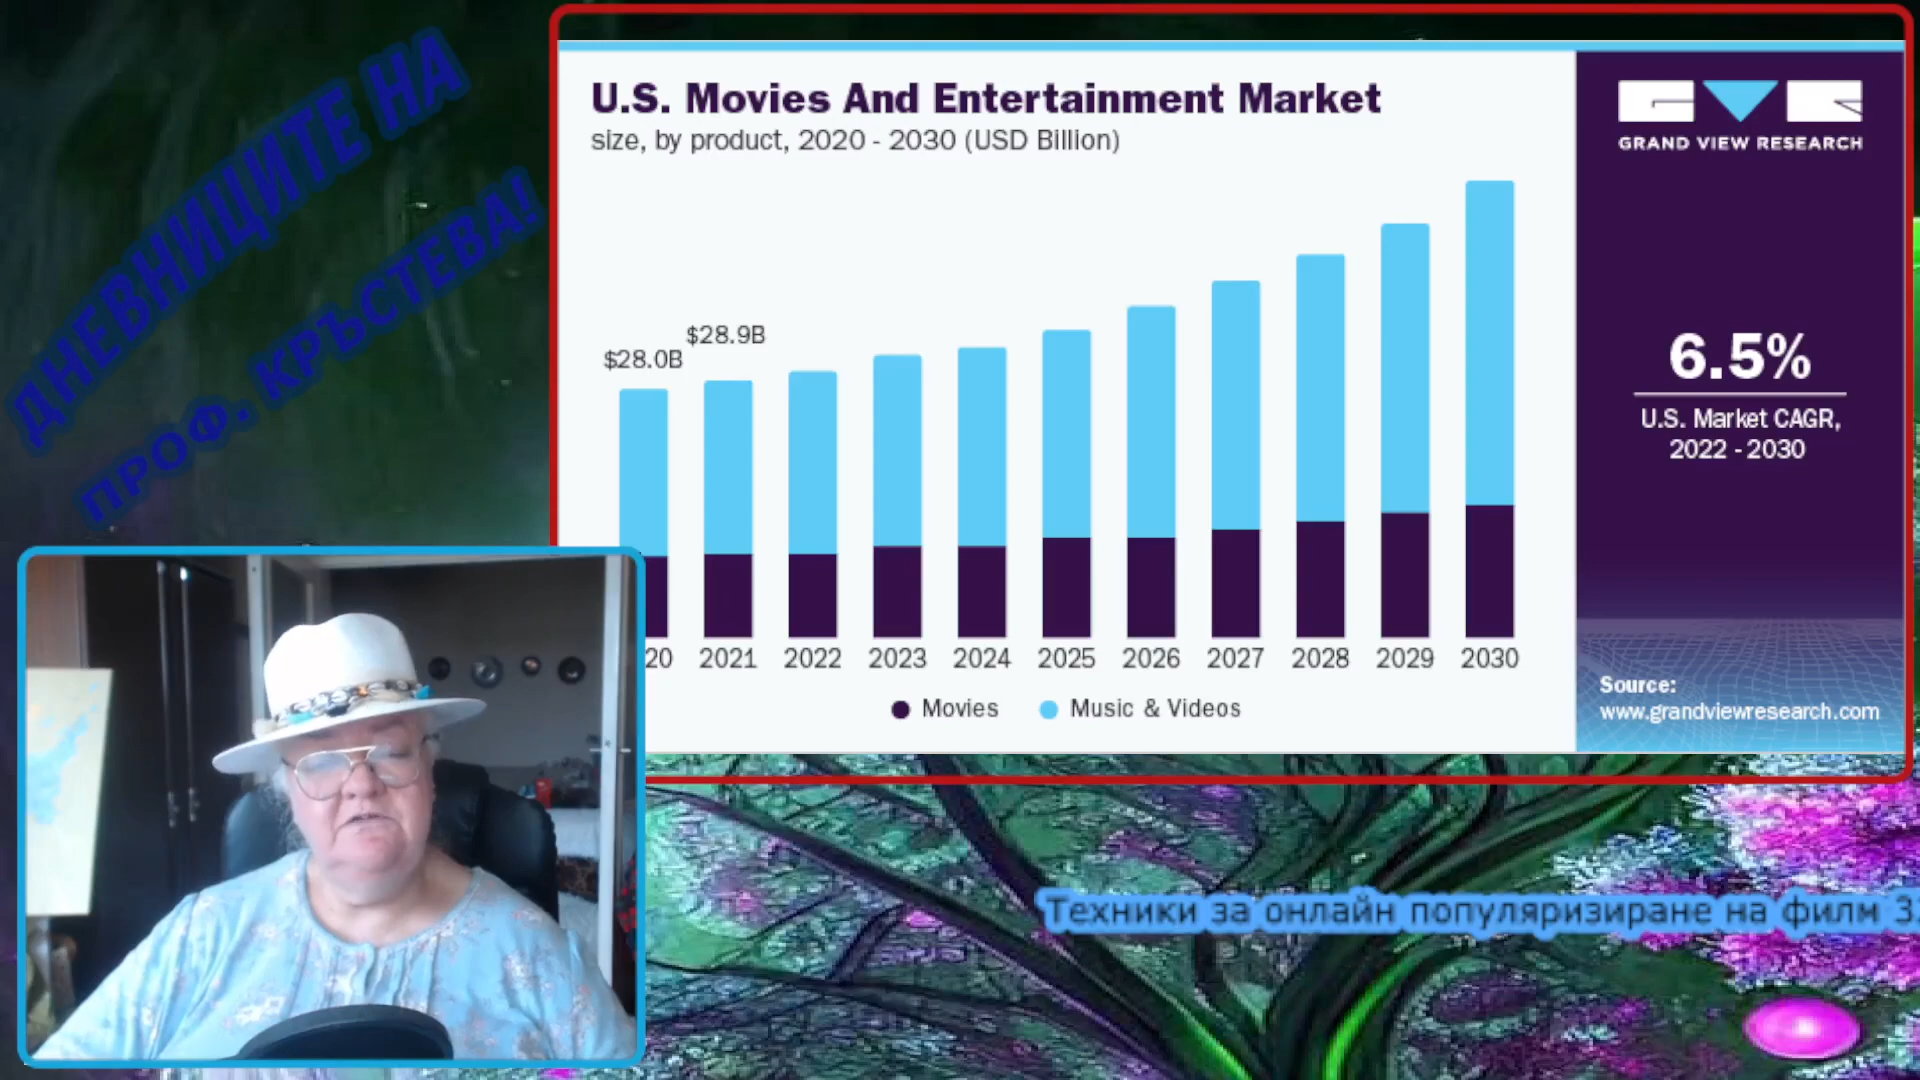 ДНЕВНИЦИТЕ НА
ПРОФ. КРЪСТЕВА!
U.S. Movies And Entertainment Market
size, by product, 2020 - 2030 (USD Billion)
GRAND VIEW RESEARCH
$28.0B
$28.9B
6.5%
U.S. Market CAGR,
2022 - 2030
20 2021 2022 2023 2024 2025 2026 2027 2028 2029 2030
Movies Music & Videos
Source:
www.grandviewresearch.com
Техники за онлайн популяризиране на филм 3